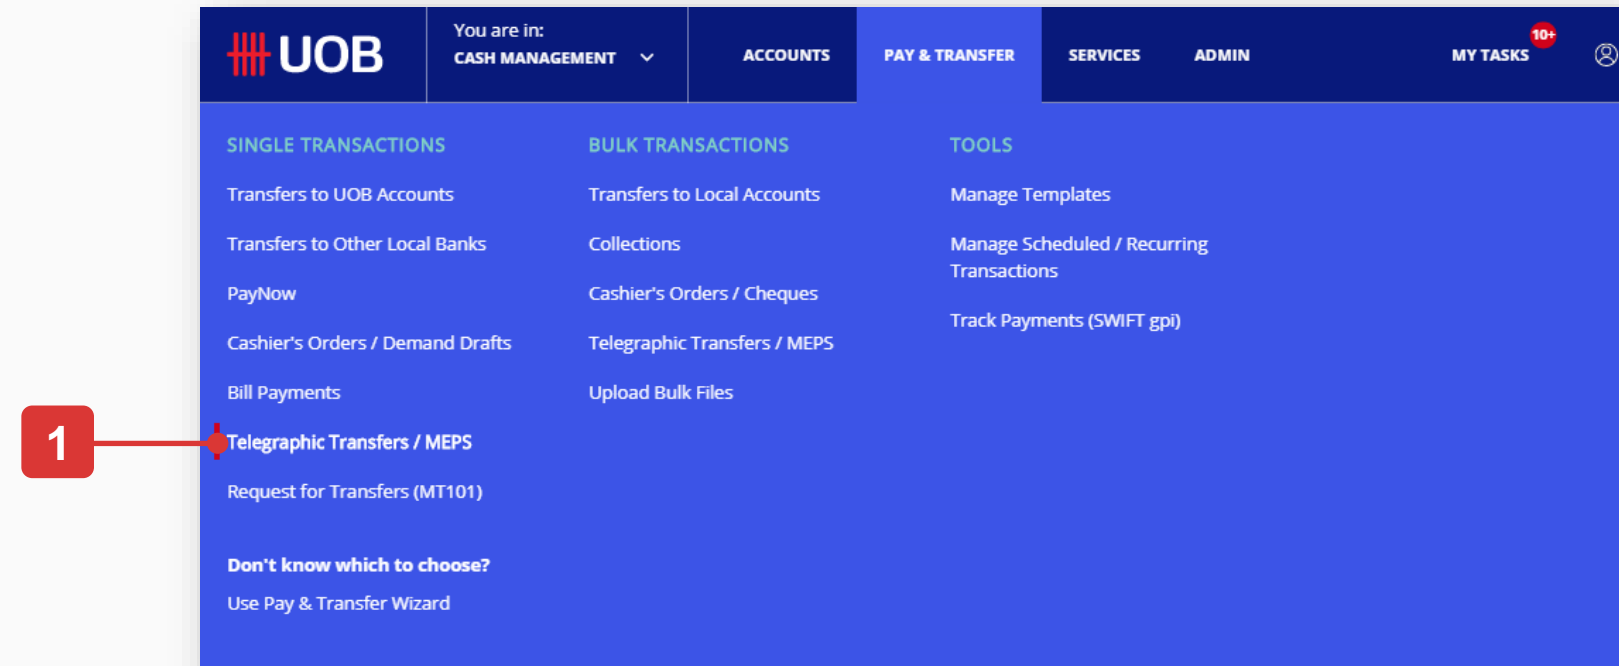 UOB
You are in:
CASH MANAGEMENT
ACCOUNTS
PAY & TRANSFER
SERVICES
ADMIN
MY TASKS
10+
SINGLE TRANSACTIONS
Transfers to UOB Accounts
Transfers to Other Local Banks
PayNow
Cashier's Orders / Demand Drafts
Bill Payments
1
Telegraphic Transfers / MEPS
Request for Transfers (MT101)
Don't know which to choose?
Use Pay & Transfer Wizard
BULK TRANSACTIONS
Transfers to Local Accounts
Collections
Cashier's Orders / Cheques
Telegraphic Transfers / MEPS
Upload Bulk Files
TOOLS
Manage Templates
Manage Scheduled / Recurring
Transactions
Track Payments (SWIFT gpi)